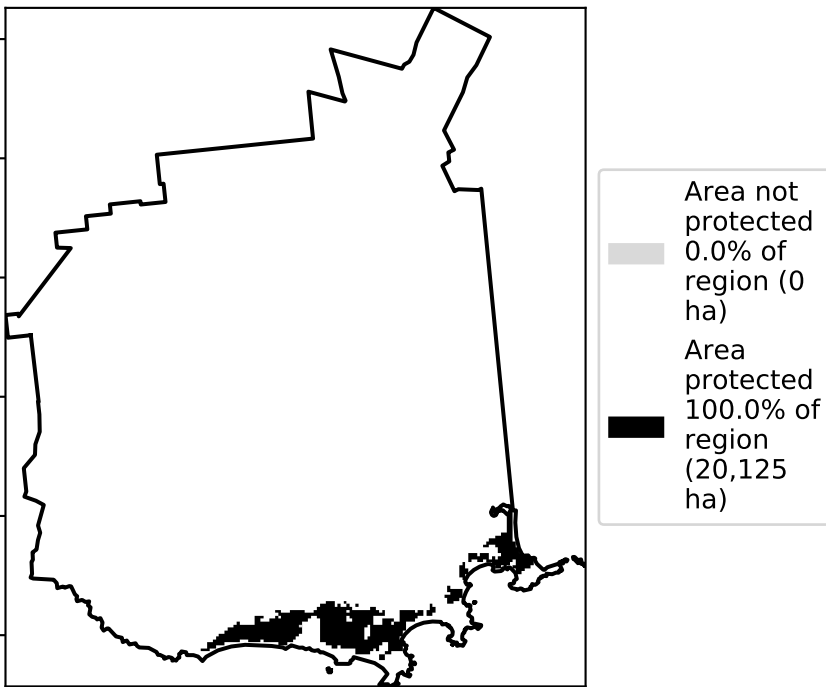 Area not
protected
0.0% of
region (0
ha)
Area
protected
100.0% of
region
(20,125
ha)